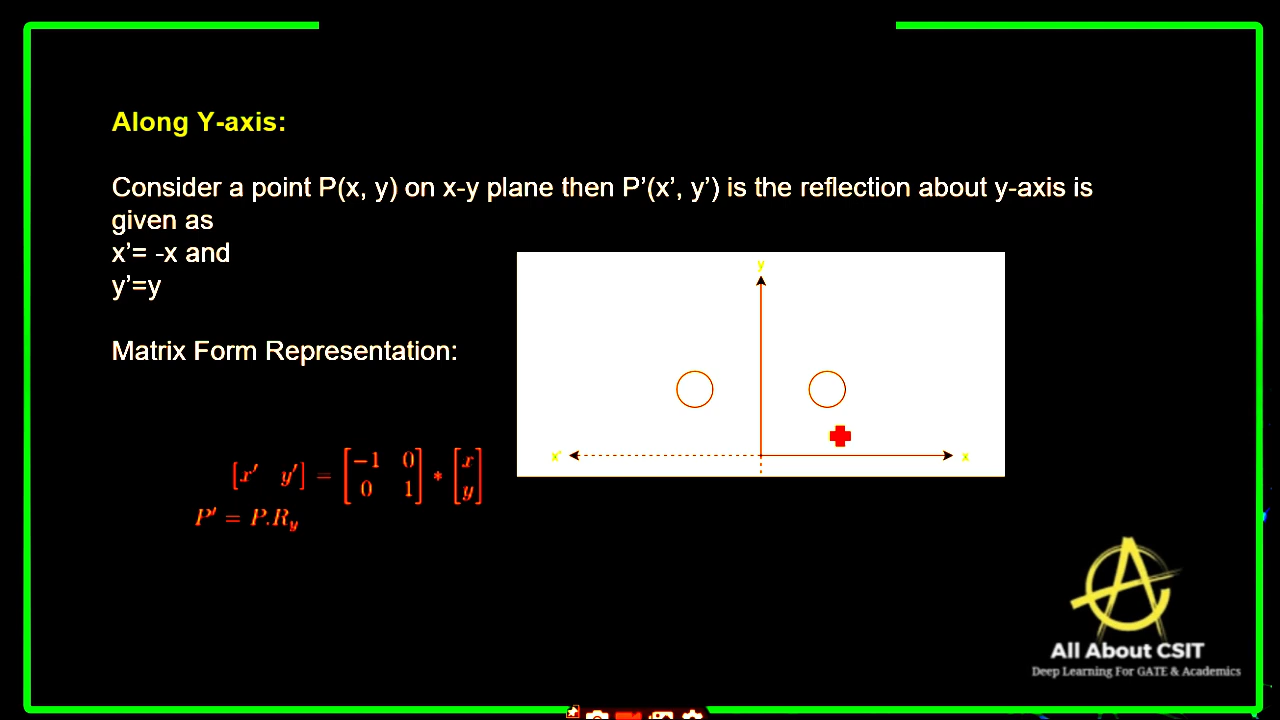 Along Y-axis:
Consider a point P(x, y) on x-y plane then P’(x’, y’) is the reflection about y-axis is
given as
x’= -x and
y’=y
Matrix Form Representation:
[x′ y′] = [−1 0; 0 1] * [x; y]
P′ = P.R_y
y
x'
x
All About CSIT
Deep Learning For GATE & Academics